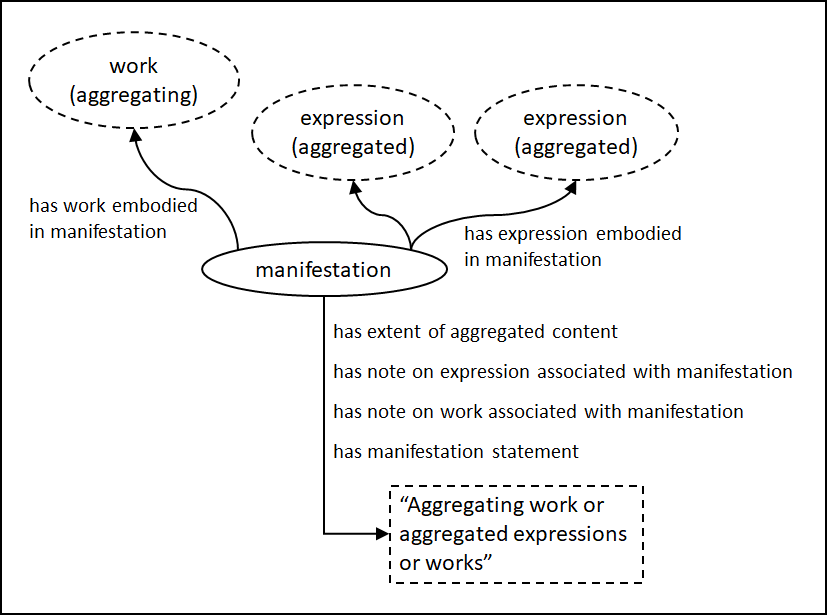 work
(aggregating)
expression
(aggregated)
expression
(aggregated)
has work embodied
in manifestation
has expression embodied
in manifestation
manifestation
has extent of aggregated content
has note on expression associated with manifestation
has note on work associated with manifestation
has manifestation statement
“Aggregating work or
aggregated expressions
or works”